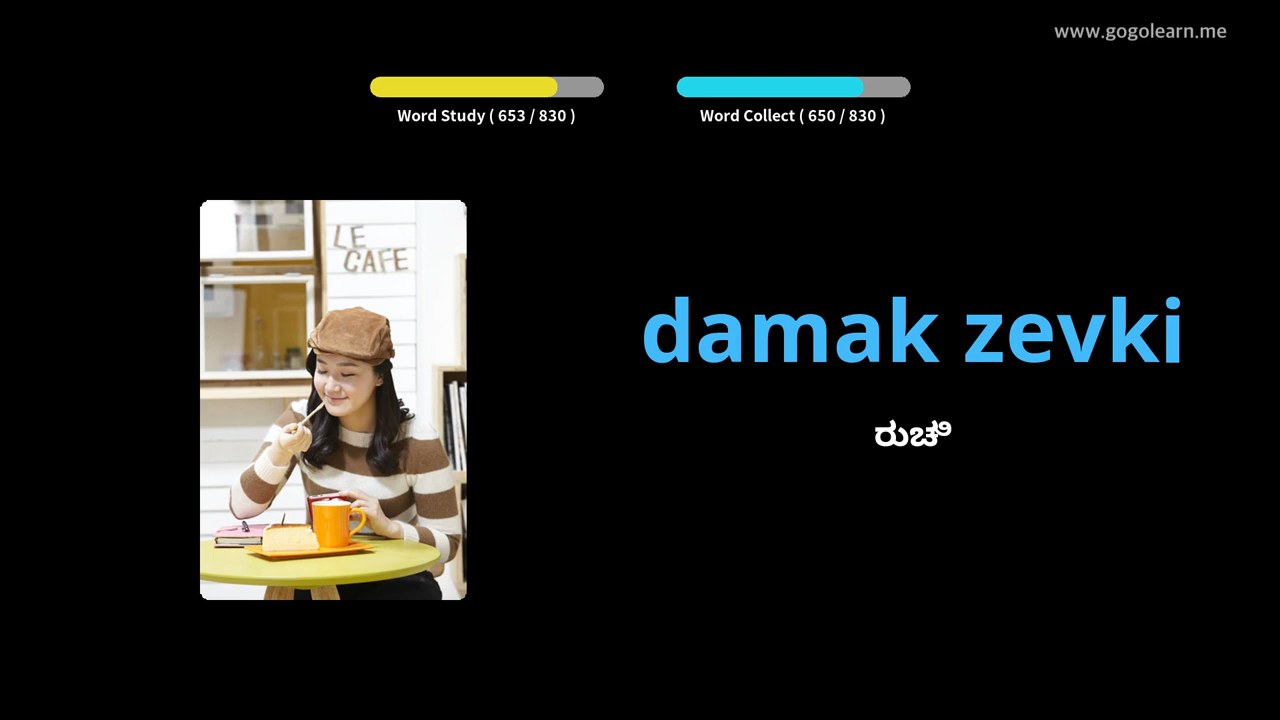 www.gogolearn.me
Word Study ( 653 / 830 )
Word Collect ( 650 / 830 )
LE
CAFE
damak zevki
ರುಚಿ